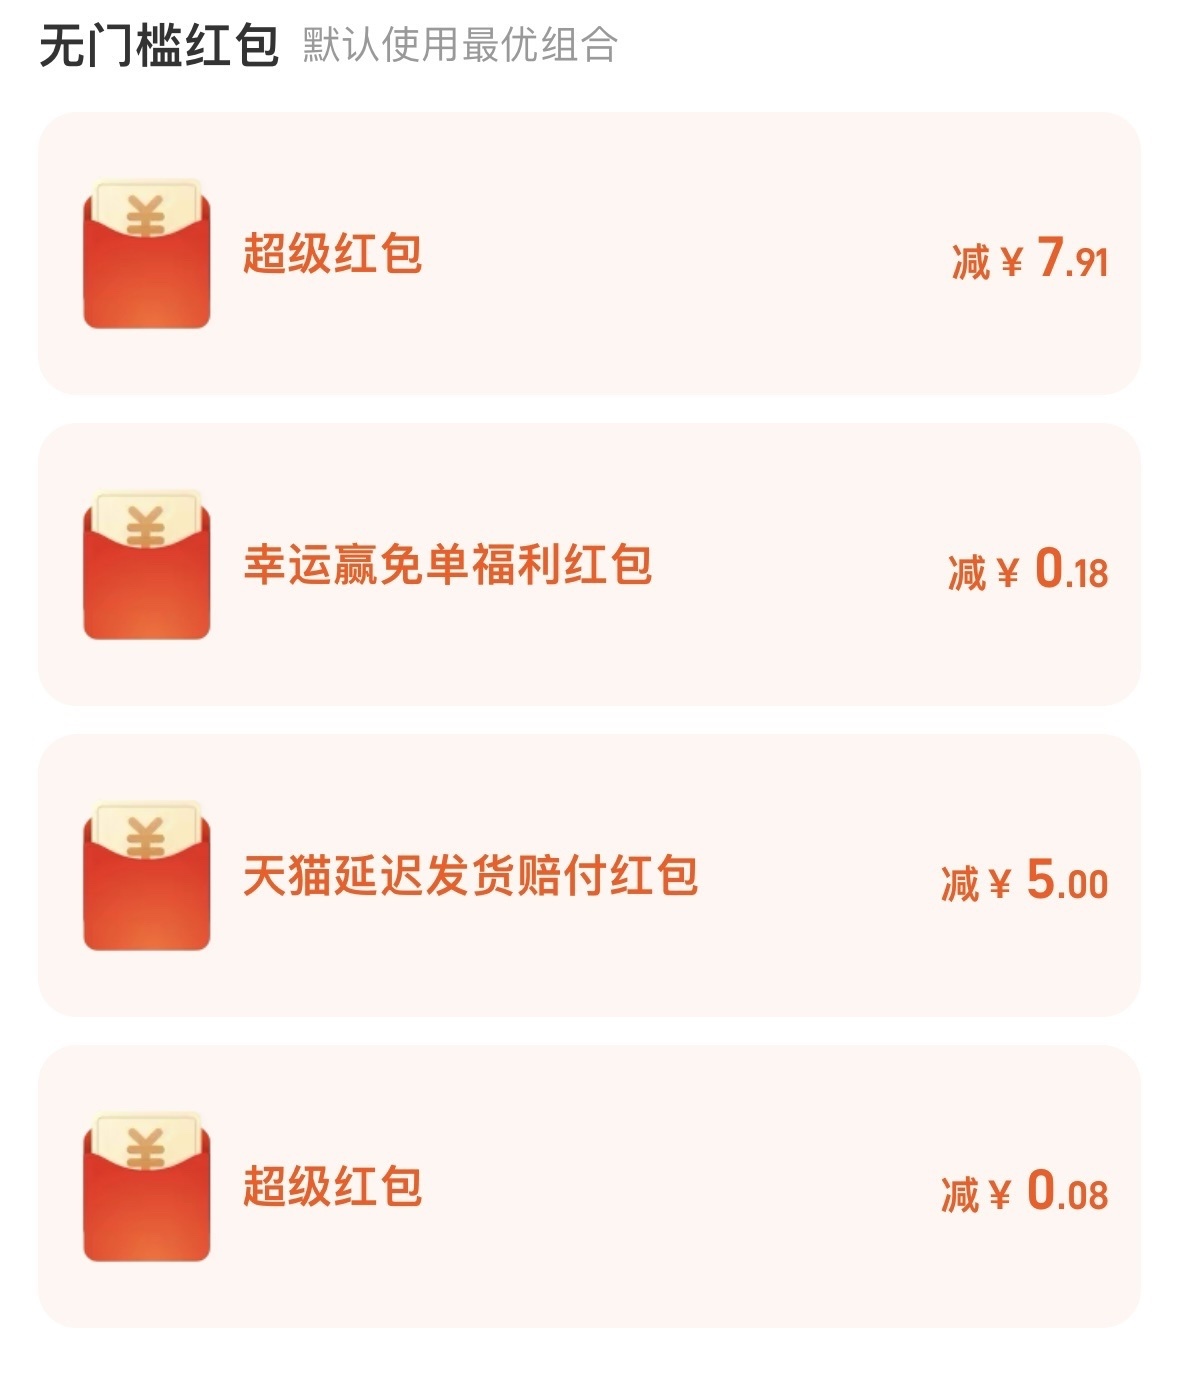 无门槛红包 默认使用最优组合
超级红包 减¥7.91
幸运赢免单福利红包 减¥0.18
天猫延迟发货赔付红包 减¥5.00
超级红包 减¥0.08